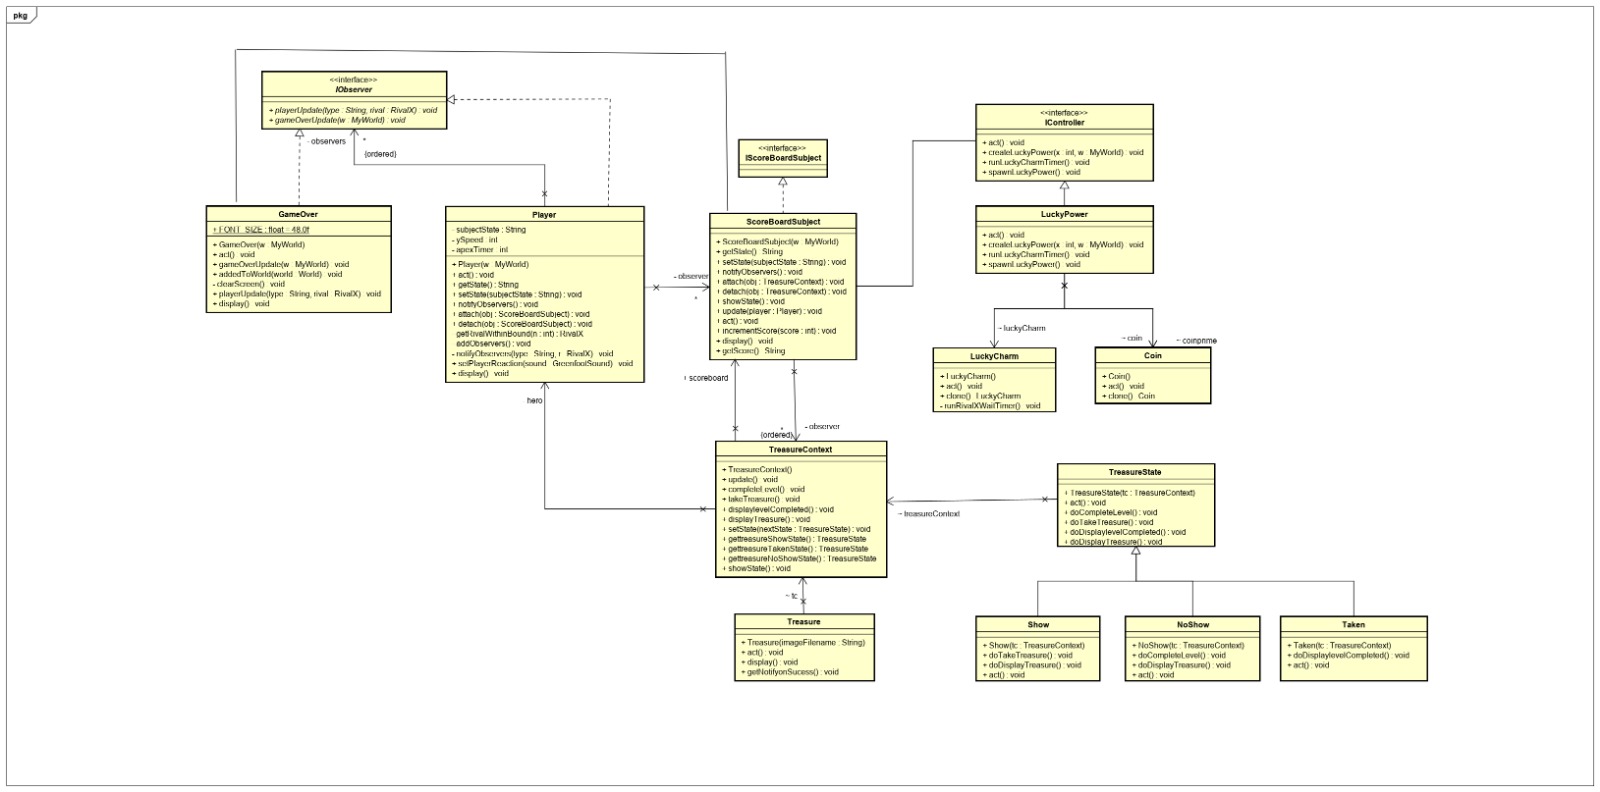 pkg
<<interface>>
IObserver
+ playerUpdate(type : String, rival : RivalX) : void
+ gameOverUpdate(w : MyWorld) : void
- observers
*
{ordered}
<<interface>>
IScoreBoardSubject
<<interface>>
IController
+ act() : void
+ createLuckyPower(x : int, w : MyWorld) : void
+ runLuckyCharmTimer() : void
+ spawnLuckyPower() : void
GameOver
+ FONT_SIZE : float = 48.0f
+ GameOver(w : MyWorld)
+ act() : void
+ gameOverUpdate(w : MyWorld) : void
+ addedToWorld(world : World) : void
- clearScreen() : void
+ playerUpdate(type : String, rival : RivalX) : void
+ display() : void
Player
subjectState : String
- ySpeed : int
- apexTimer : int
+ Player(w : MyWorld)
+ act() : void
+ getState() : String
+ setState(subjectState : String) : void
+ notifyObservers() : void
+ attach(obj : ScoreBoardSubject) : void
+ detach(obj : ScoreBoardSubject) : void
getRivalWithinBound(n : int) : RivalX
addObservers() : void
- notifyObservers(type : String, r : RivalX) : void
+ setPlayerReaction(sound : GreenfootSound) : void
+ display() : void
- observer
*
ScoreBoardSubject
+ ScoreBoardSubject(w : MyWorld)
+ getState() : String
+ setState(subjectState : String) : void
+ notifyObservers() : void
+ attach(obj : TreasureContext) : void
+ detach(obj : TreasureContext) : void
+ showState() : void
+ update(player : Player) : void
+ act() : void
+ incrementScore(score : int) : void
+ display() : void
+ getScore() : String
LuckyPower
+ act() : void
+ createLuckyPower(x : int, w : MyWorld) : void
+ runLuckyCharmTimer() : void
+ spawnLuckyPower() : void
~ luckyCharm
~ coin
~ coinprime
LuckyCharm
+ LuckyCharm()
+ act() : void
+ clone() : LuckyCharm
- runRivalXWaitTimer() : void
Coin
+ Coin()
+ act() : void
+ clone() : Coin
hero
+ scoreboard
*
{ordered}
- observer
TreasureContext
+ TreasureContext()
+ update() : void
+ completeLevel() : void
+ takeTreasure() : void
+ displaylevelCompleted() : void
+ displayTreasure() : void
+ setState(nextState : TreasureState) : void
+ gettreasureShowState() : TreasureState
+ gettreasureTakenState() : TreasureState
+ gettreasureNoShowState() : TreasureState
+ showState() : void
~ treasureContext
TreasureState
+ TreasureState(tc : TreasureContext)
+ act() : void
+ doCompleteLevel() : void
+ doTakeTreasure() : void
+ doDisplaylevelCompleted() : void
+ doDisplayTreasure() : void
~ tc
Treasure
+ Treasure(imageFilename : String)
+ act() : void
+ display() : void
+ getNotifyonSucess() : void
Show
+ Show(tc : TreasureContext)
+ doTakeTreasure() : void
+ doDisplayTreasure() : void
+ act() : void
NoShow
+ NoShow(tc : TreasureContext)
+ doCompleteLevel() : void
+ doDisplayTreasure() : void
+ act() : void
Taken
+ Taken(tc : TreasureContext)
+ doDisplaylevelCompleted() : void
+ act() : void